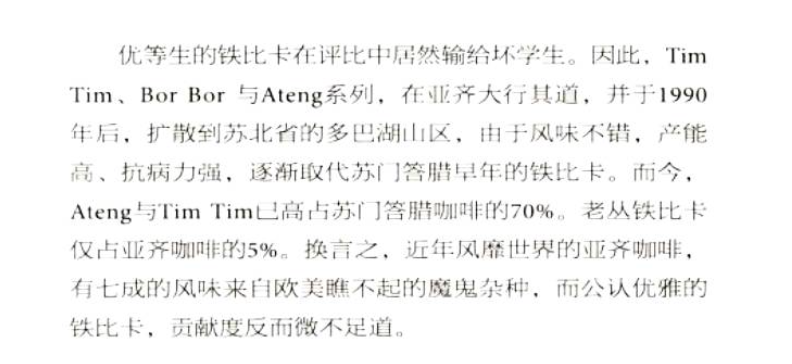 优等生的铁比卡在评比中居然输给坏学生。因此，Tim
Tim、Bor Bor 与Ateng系列，在亚齐大行其道，并于1990
年后，扩散到苏北省的多巴湖山区，由于风味不错，产能
高、抗病力强，逐渐取代苏门答腊早年的铁比卡。而今，
Ateng与Tim Tim已高占苏门答腊咖啡的70%。老丛铁比卡
仅占亚齐咖啡的5%。换言之，近年风靡世界的亚齐咖啡，
有七成的风味来自欧美瞧不起的魔鬼杂种，而公认优雅的
铁比卡，贡献度反而微不足道。